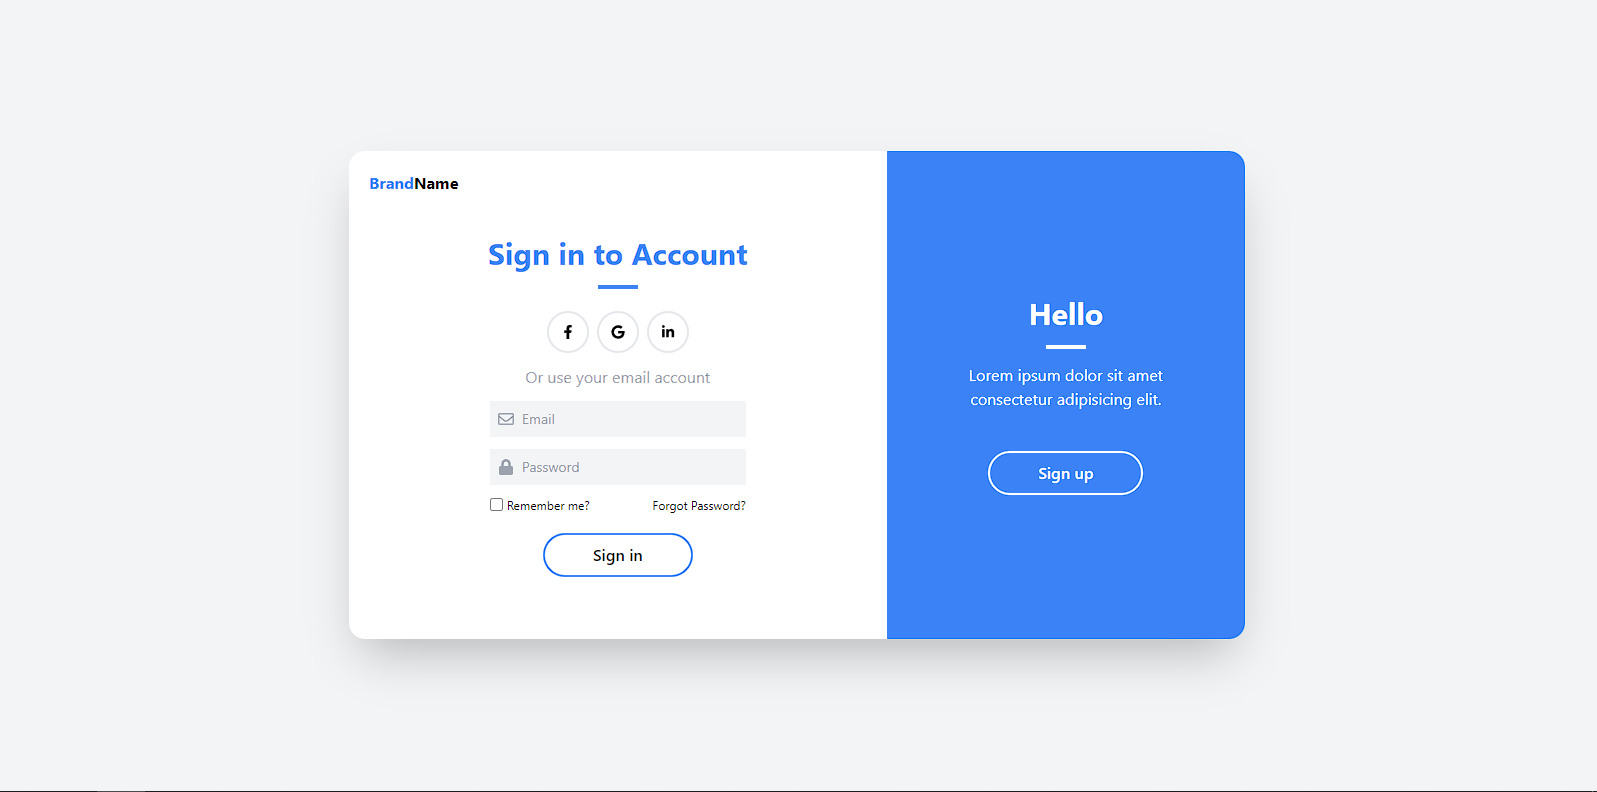 BrandName
Sign in to Account
Or use your email account
Email
Password
Remember me?
Forgot Password?
Sign in
Hello
Lorem ipsum dolor sit amet
consectetur adipisicing elit.
Sign up